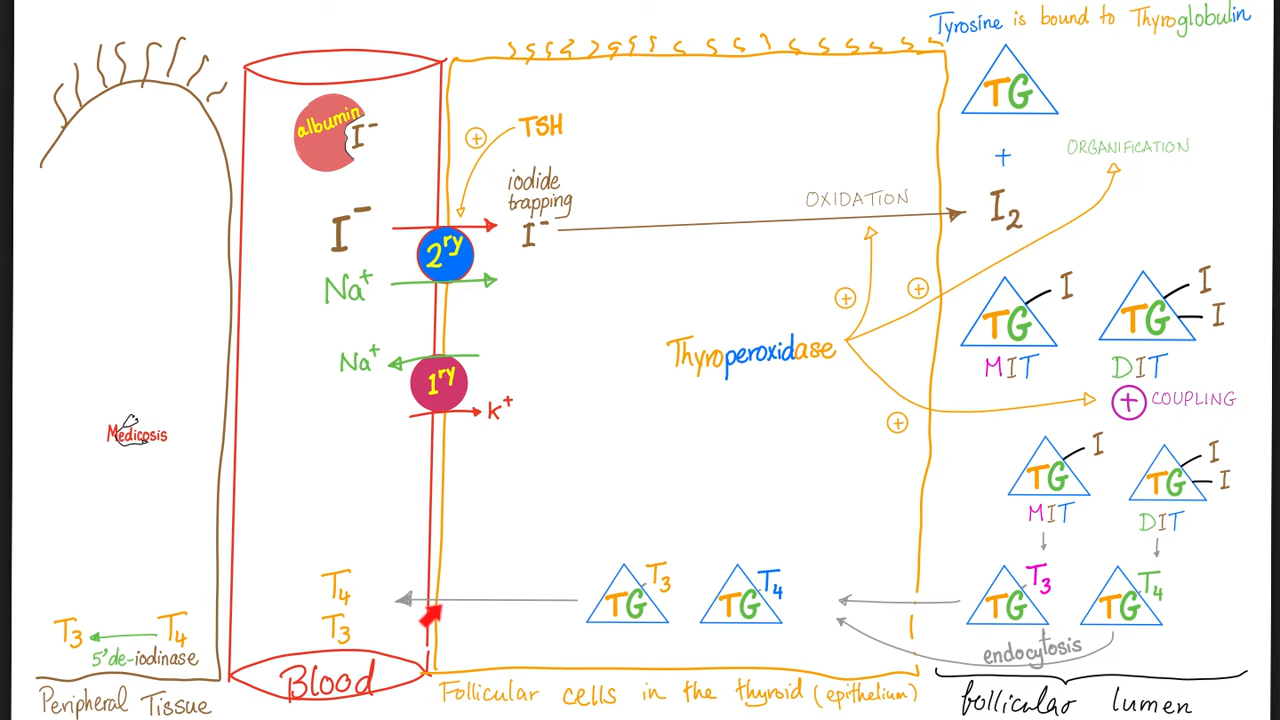 Tyrosine is bound to Thyroglobulin
TG
albumin
I⁻
+
TSH
+
ORGANIFICATION
iodide
trapping
OXIDATION
I⁻
I⁻
I₂
2ʳʸ
Na⁺
+
+
I
I
I
TG
TG
Thyroperoxidase
Na⁺
1ʳʸ
MIT
DIT
K⁺
+
COUPLING
+
Medicosis
I
I
I
TG
TG
MIT
DIT
T₄
T₃
TG T₃
TG T₄
TG T₃
TG T₄
T₃
T₄
5'de-iodinase
endocytosis
Blood
Peripheral Tissue
Follicular cells in the thyroid (epithelium)
follicular lumen